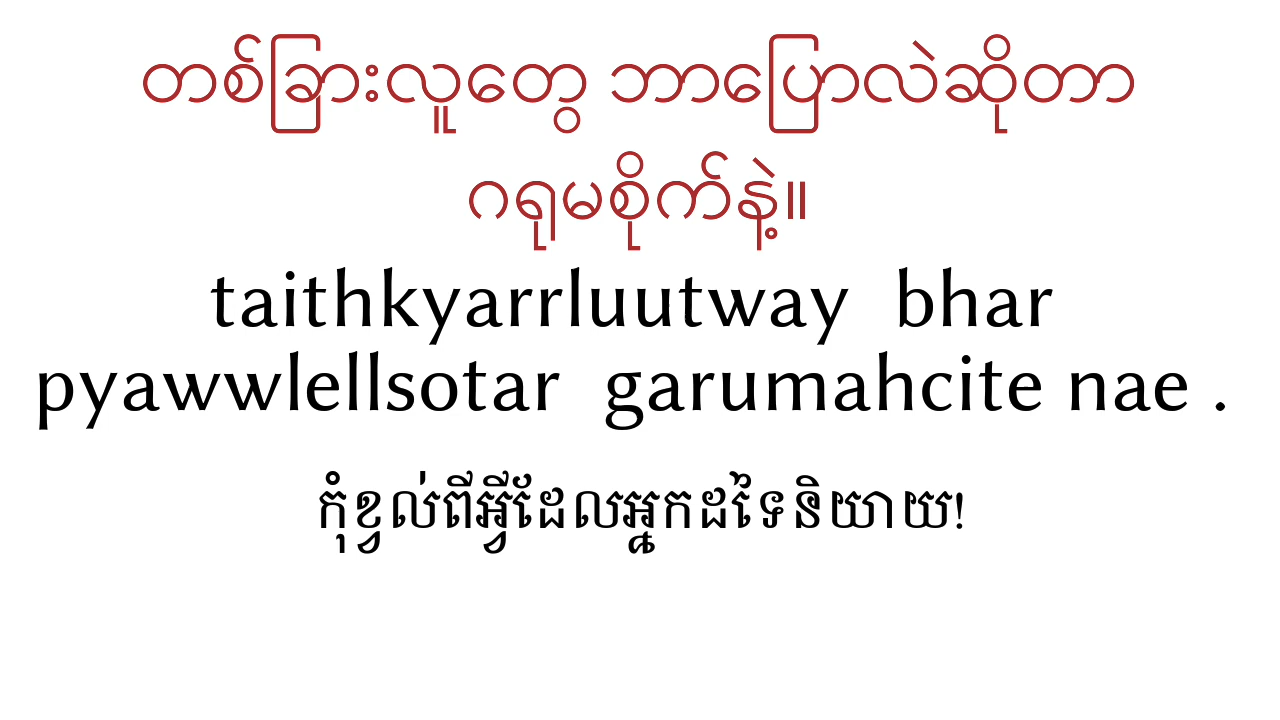 တစ်ခြားလူတွေ ဘာပြောလဲဆိုတာ
ဂရုမစိုက်နဲ့။
taithkyarrluutway bhar
pyawwlellsotar garumahcite nae .
កុំខ្វល់ពីអ្វីដែលអ្នកដទៃនិយាយ!